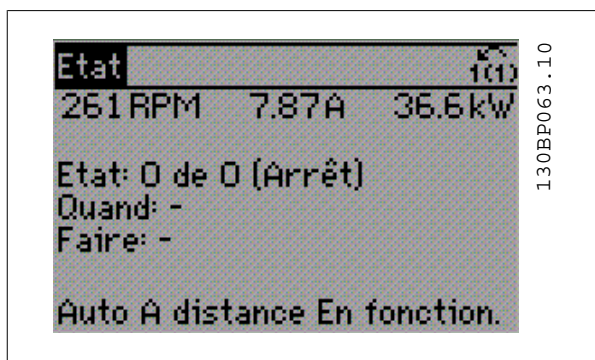 Etat
1(1)
261 RPM 7.87A 36.6kW
Etat: 0 de 0 (Arrêt)
Quand: -
Faire: -
Auto A distance En fonction.
130BP063.10